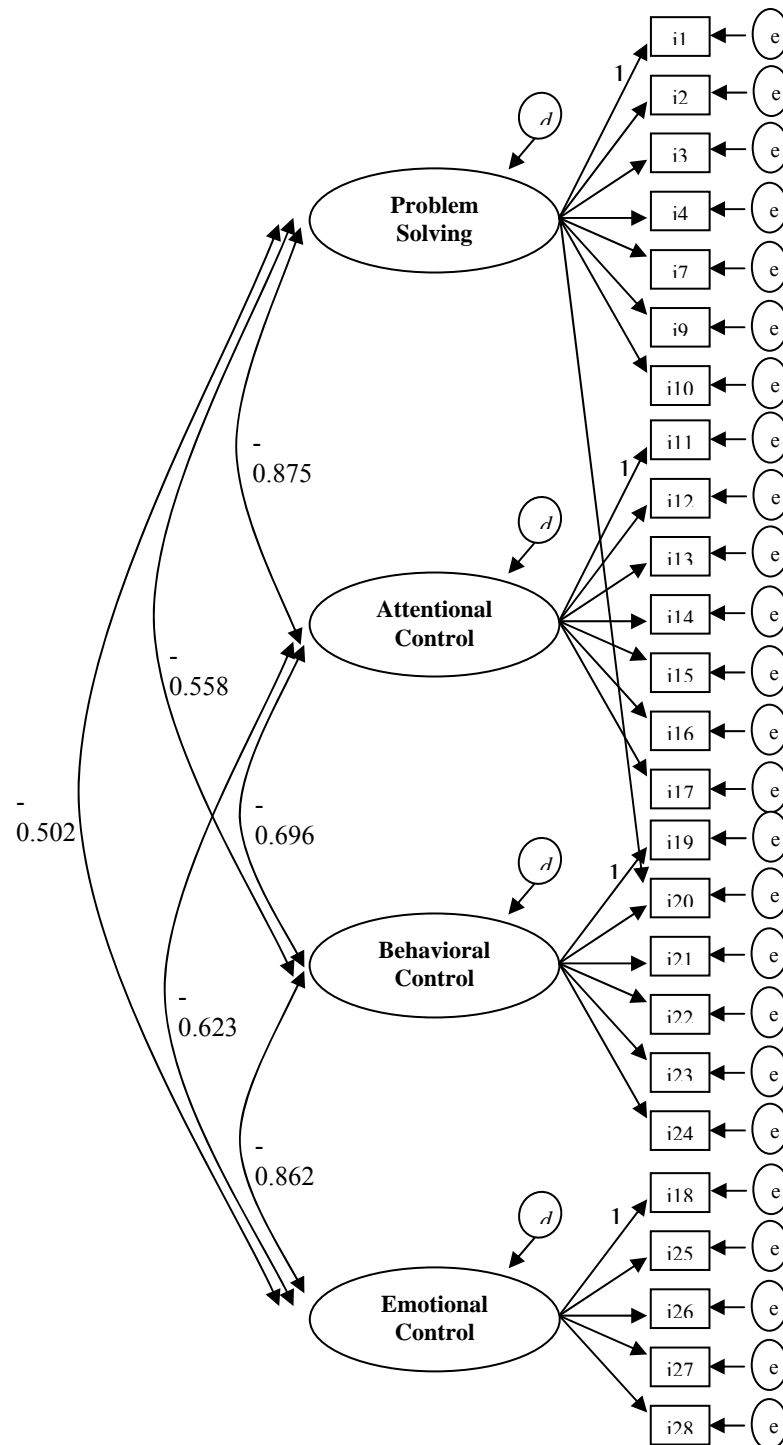 i1
e
1
i2
e
d
i3
e
Problem
Solving
i4
e
i7
e
i9
e
i10
e
-
0.875
i11
e
1
i12
e
d
i13
e
Attentional
Control
i14
e
i15
e
-
0.558
i16
e
i17
e
-
0.502
-
0.696
i19
e
1
i20
e
d
i21
e
Behavioral
Control
i22
e
-
0.623
i23
e
i24
e
-
0.862
i18
e
1
i25
e
d
i26
e
Emotional
Control
i27
e
i28
e